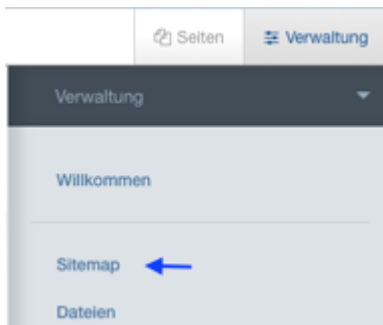 Seiten Verwaltung
Verwaltung
Willkommen
Sitemap
Dateien